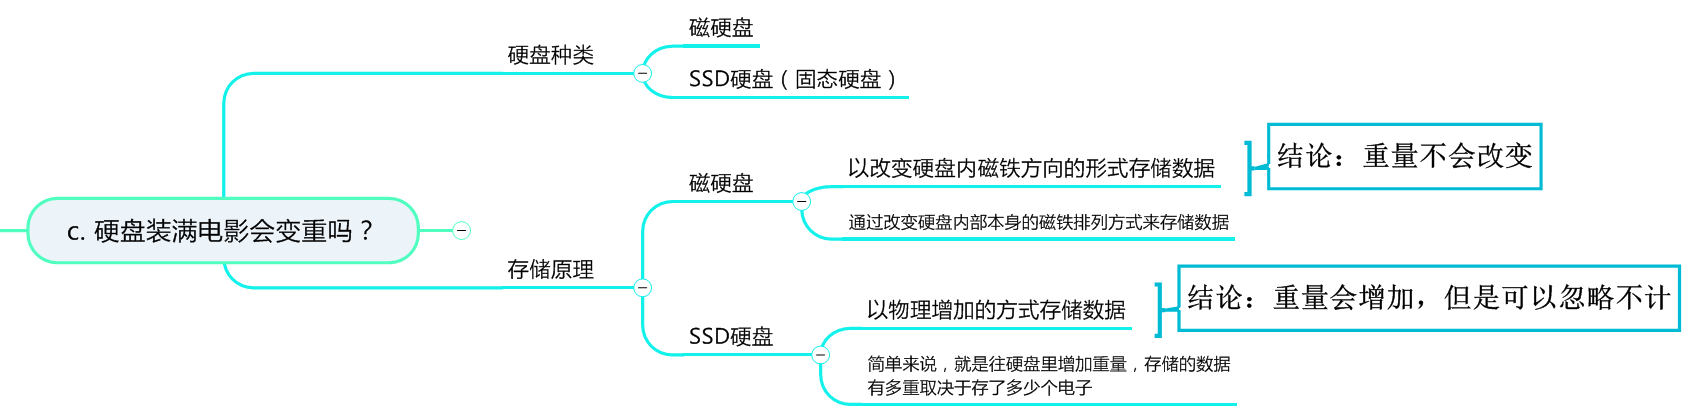 c. 硬盘装满电影会变重吗？
硬盘种类
磁硬盘
SSD硬盘（固态硬盘）
存储原理
磁硬盘
以改变硬盘内磁铁方向的形式存储数据
通过改变硬盘内部本身的磁铁排列方式来存储数据
结论：重量不会改变
SSD硬盘
以物理增加的方式存储数据
简单来说，就是往硬盘里增加重量，存储的数据
有多重取决于存了多少个电子
结论：重量会增加，但是可以忽略不计